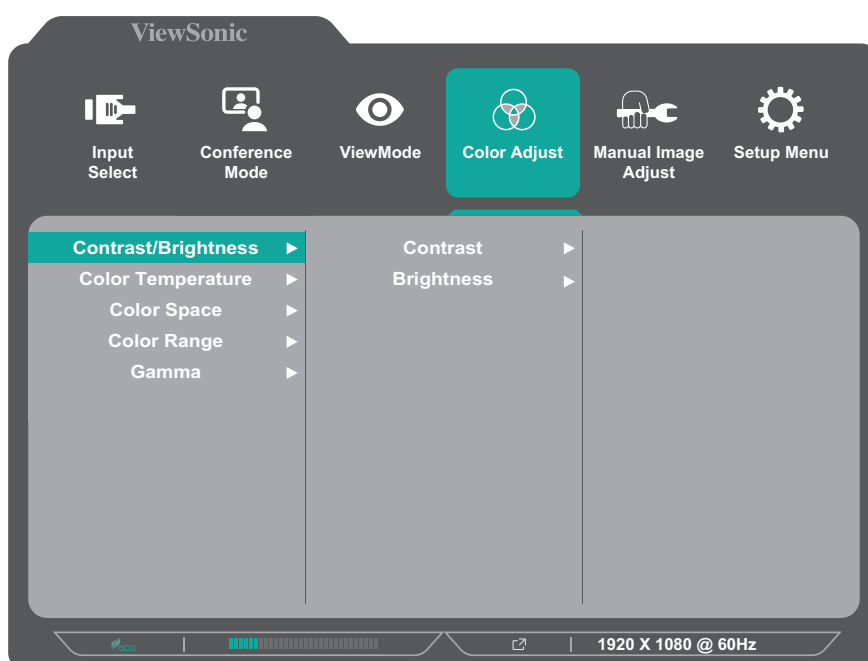 ViewSonic
Input
Select
Conference
Mode
ViewMode
Color Adjust
Manual Image
Adjust
Setup Menu
Contrast/Brightness
Color Temperature
Color Space
Color Range
Gamma
Contrast
Brightness
eco
1920 X 1080 @ 60Hz